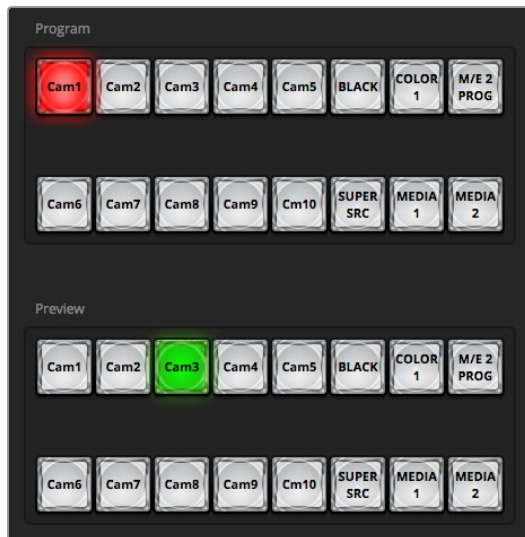 Program
Cam1 Cam2 Cam3 Cam4 Cam5 BLACK COLOR 1 M/E 2 PROG
Cam6 Cam7 Cam8 Cam9 Cm10 SUPER SRC MEDIA 1 MEDIA 2
Preview
Cam1 Cam2 Cam3 Cam4 Cam5 BLACK COLOR 1 M/E 2 PROG
Cam6 Cam7 Cam8 Cam9 Cm10 SUPER SRC MEDIA 1 MEDIA 2